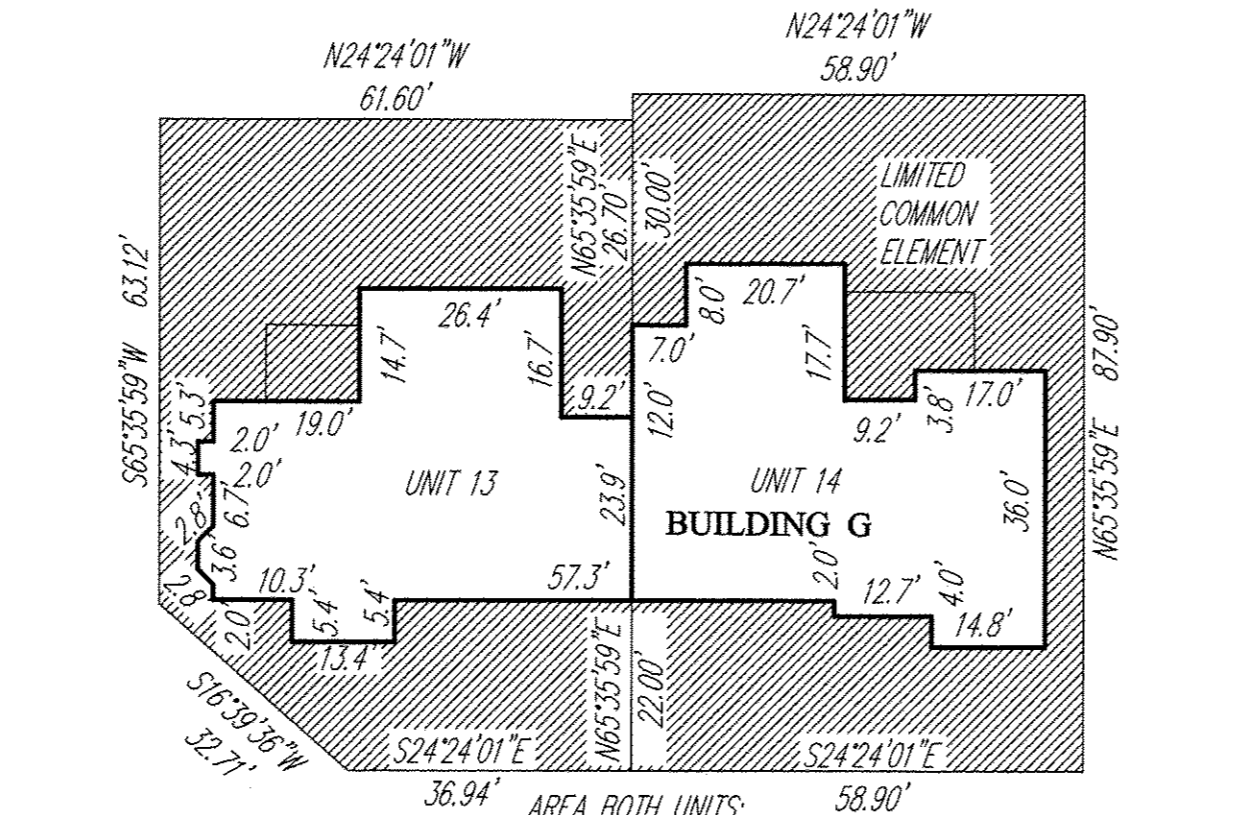 N24°24'01"W
61.60'
N24°24'01"W
58.90'
N65°35'59"E
26.70'
30.00'
LIMITED
COMMON
ELEMENT
S65°35'59"W 63.12'
26.4'
14.7'
16.7'
9.2'
8.0'
20.7'
7.0'
17.7'
12.0'
9.2'
3.8'
17.0'
N65°35'59"E 87.90'
5.3'
19.0'
4.3'
2.0'
2.0'
6.7'
2.8'
3.6'
2.8
UNIT 13
23.9'
UNIT 14
BUILDING G
36.0'
10.3'
57.3'
2.0'
5.4'
5.4'
13.4'
2.0'
12.7'
4.0'
14.8'
S16°39'36"W
32.71'
N65°35'59"E
22.00'
S24°24'01"E
36.94'
S24°24'01"E
58.90'
AREA BOTH UNITS: